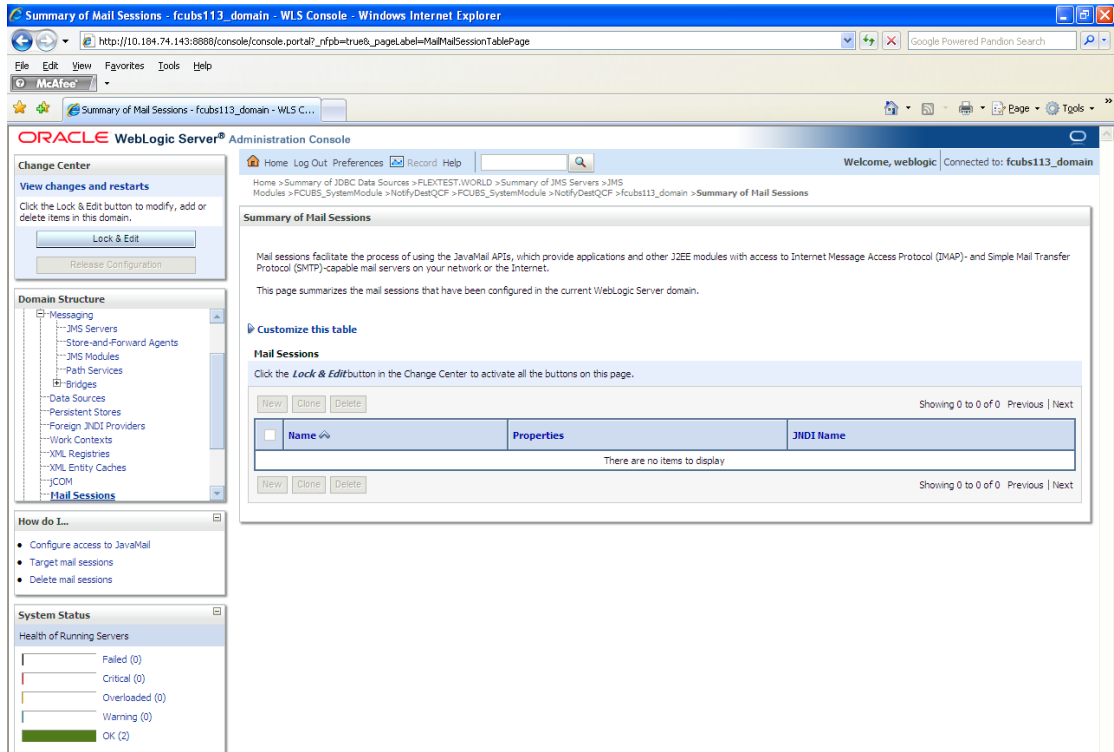 Summary of Mail Sessions - fcubs113_domain - WLS Console - Windows Internet Explorer
http://10.184.74.143:8888/console/console.portal?_nfpb=true&_pageLabel=MailMailSessionTablePage
Google Powered Pandion Search
File Edit View Favorites Tools Help
McAfee
Summary of Mail Sessions - fcubs113_domain - WLS C...
Page Tools »
ORACLE WebLogic Server® Administration Console
Change Center
View changes and restarts
Click the Lock & Edit button to modify, add or
delete items in this domain.
Lock & Edit
Release Configuration
Domain Structure
Messaging
JMS Servers
Store-and-Forward Agents
JMS Modules
Path Services
Bridges
Data Sources
Persistent Stores
Foreign JNDI Providers
Work Contexts
XML Registries
XML Entity Caches
jCOM
Mail Sessions
How do I...
Configure access to JavaMail
Target mail sessions
Delete mail sessions
System Status
Health of Running Servers
Failed (0)
Critical (0)
Overloaded (0)
Warning (0)
OK (2)
Home Log Out Preferences Record Help
Welcome, weblogic Connected to: fcubs113_domain
Home >Summary of JDBC Data Sources >FLEXTEST.WORLD >Summary of JMS Servers >JMS
Modules >FCUBS_SystemModule >NotifyDestQCF >FCUBS_SystemModule >NotifyDestQCF >fcubs113_domain >Summary of Mail Sessions
Summary of Mail Sessions
Mail sessions facilitate the process of using the JavaMail APIs, which provide applications and other J2EE modules with access to Internet Message Access Protocol (IMAP)- and Simple Mail Transfer
Protocol (SMTP)-capable mail servers on your network or the Internet.
This page summarizes the mail sessions that have been configured in the current WebLogic Server domain.
Customize this table
Mail Sessions
Click the Lock & Edit button in the Change Center to activate all the buttons on this page.
New Clone Delete Showing 0 to 0 of 0 Previous | Next
Name Properties JNDI Name
There are no items to display
New Clone Delete Showing 0 to 0 of 0 Previous | Next